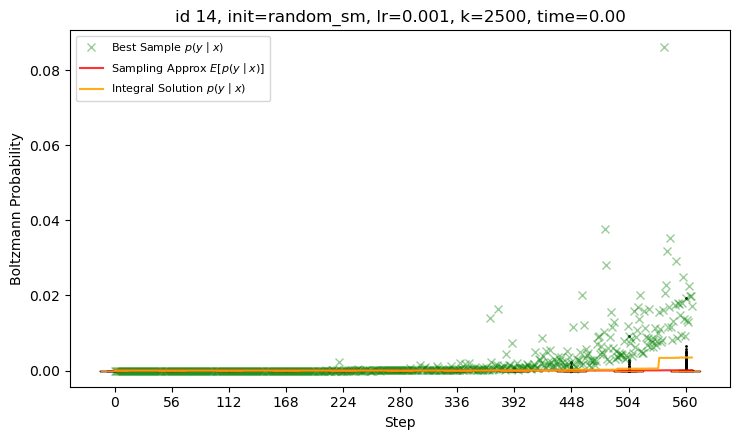 id 14, init=random_sm, lr=0.001, k=2500, time=0.00
Best Sample p(y | x)
Sampling Approx E[p(y | x)]
Integral Solution p(y | x)
Boltzmann Probability
0.08
0.06
0.04
0.02
0.00
0 56 112 168 224 280 336 392 448 504 560
Step